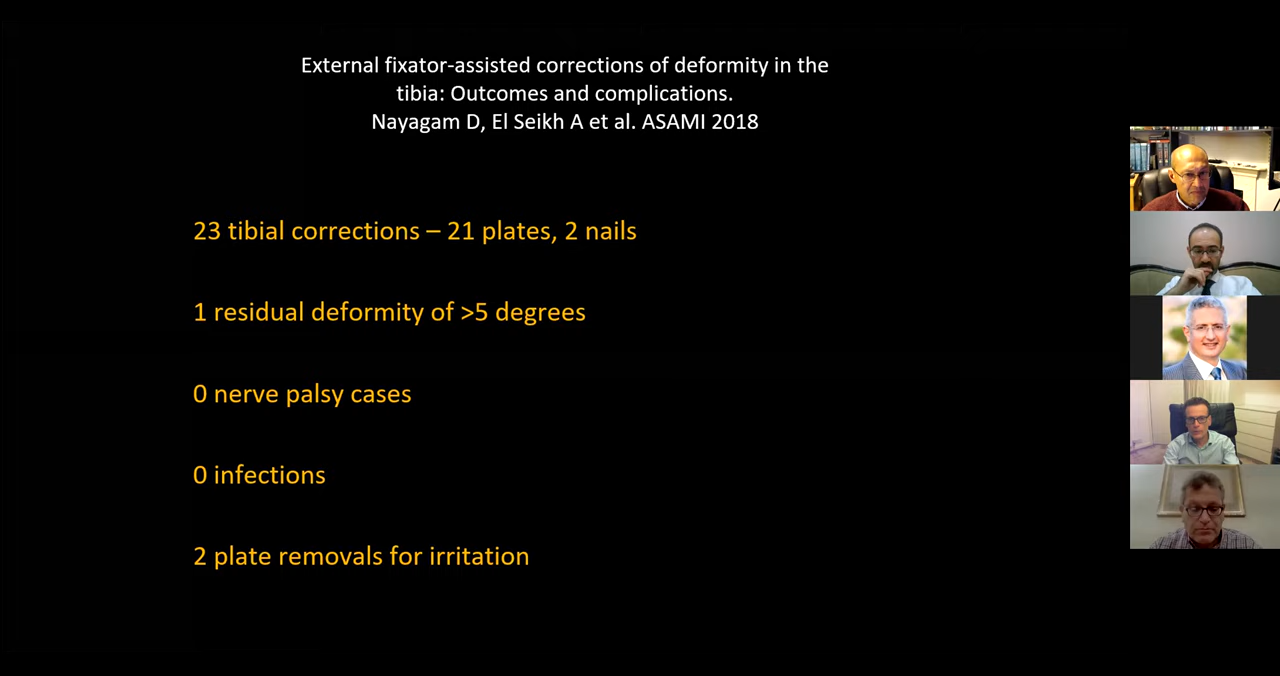 External fixator-assisted corrections of deformity in the
tibia: Outcomes and complications.
Nayagam D, El Seikh A et al. ASAMI 2018
23 tibial corrections – 21 plates, 2 nails
1 residual deformity of >5 degrees
0 nerve palsy cases
0 infections
2 plate removals for irritation